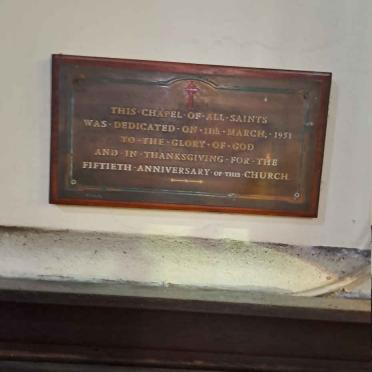 THIS·CHAPEL·OF·ALL·SAINTS
WAS·DEDICATED·ON·11th·MARCH,·1951
TO·THE·GLORY·OF·GOD
AND·IN·THANKSGIVING·FOR·THE
FIFTIETH·ANNIVERSARY·OF·THIS·CHURCH.